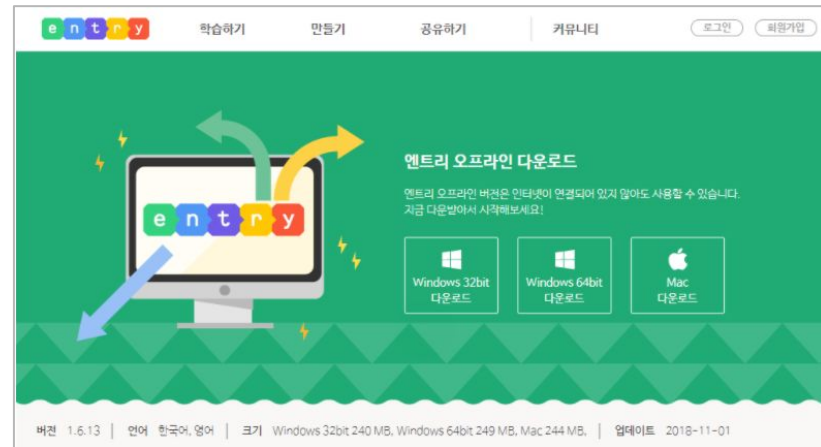 entry 학습하기 만들기 공유하기 커뮤니티 로그인 회원가입
엔트리 오프라인 다운로드
엔트리 오프라인 버전은 인터넷이 연결되어 있지 않아도 사용할 수 있습니다.
지금 다운받아서 시작해보세요!
entry
Windows 32bit 다운로드
Windows 64bit 다운로드
Mac 다운로드
버전 1.6.13 | 언어 한국어, 영어 | 크기 Windows 32bit 240 MB, Windows 64bit 249 MB, Mac 244 MB, | 업데이트 2018-11-01